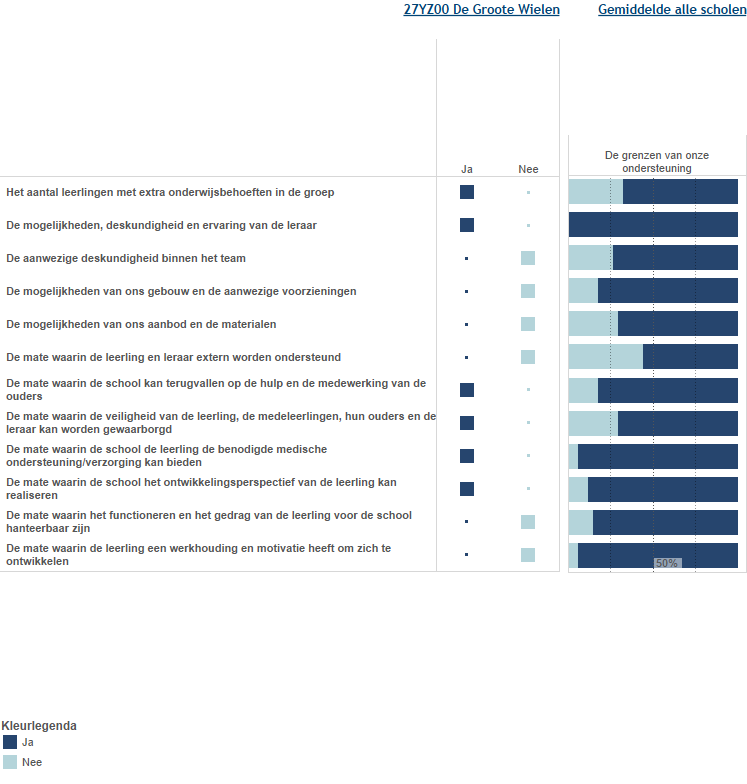 27YZ00 De Groote Wielen
Gemiddelde alle scholen
Ja
Nee
De grenzen van onze
ondersteuning
Het aantal leerlingen met extra onderwijsbehoeften in de groep
De mogelijkheden, deskundigheid en ervaring van de leraar
De aanwezige deskundigheid binnen het team
De mogelijkheden van ons gebouw en de aanwezige voorzieningen
De mogelijkheden van ons aanbod en de materialen
De mate waarin de leerling en leraar extern worden ondersteund
De mate waarin de school kan terugvallen op de hulp en de medewerking van de
ouders
De mate waarin de veiligheid van de leerling, de medeleerlingen, hun ouders en de
leraar kan worden gewaarborgd
De mate waarin de school de leerling de benodigde medische
ondersteuning/verzorging kan bieden
De mate waarin de school het ontwikkelingsperspectief van de leerling kan
realiseren
De mate waarin het functioneren en het gedrag van de leerling voor de school
hanteerbaar zijn
De mate waarin de leerling een werkhouding en motivatie heeft om zich te
ontwikkelen
50%
Kleurlegenda
Ja
Nee